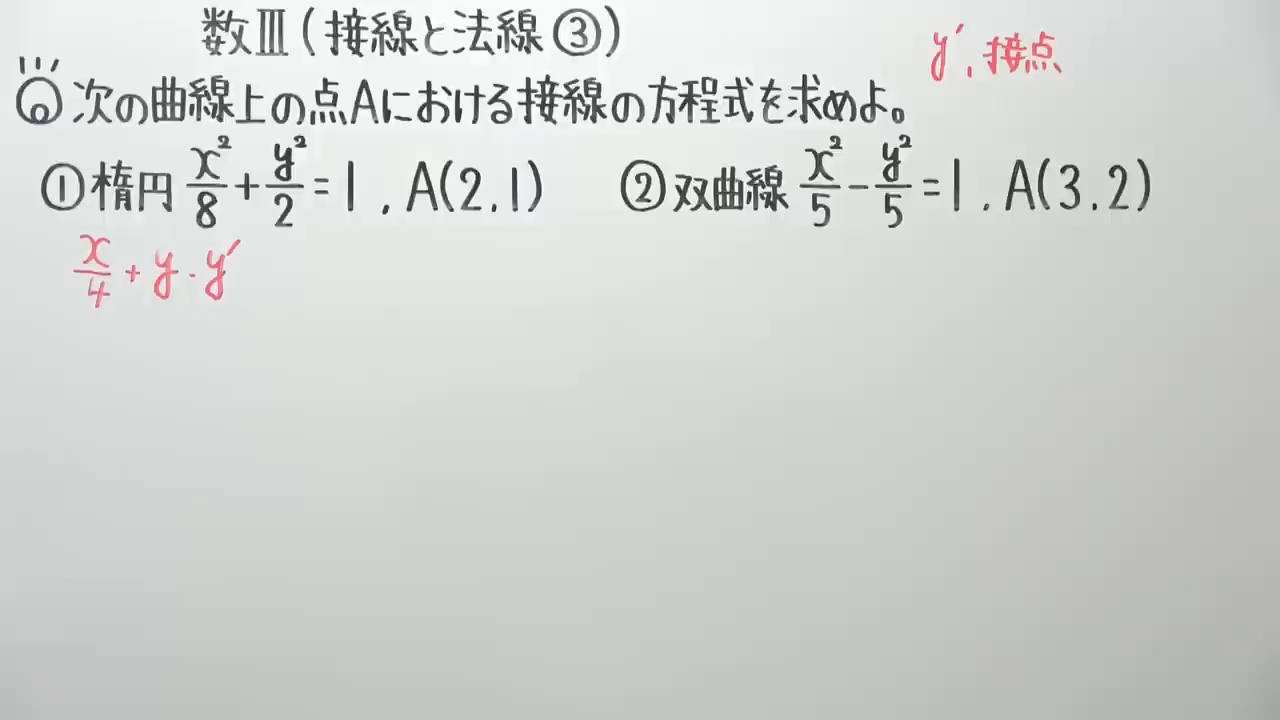 数Ⅲ(接線と法線③)
y′, 接点
Q 次の曲線上の点Aにおける接線の方程式を求めよ。
①楕円 x²/8 + y²/2 = 1, A(2,1)
②双曲線 x²/5 - y²/5 = 1, A(3,2)
x/4 + y・y′